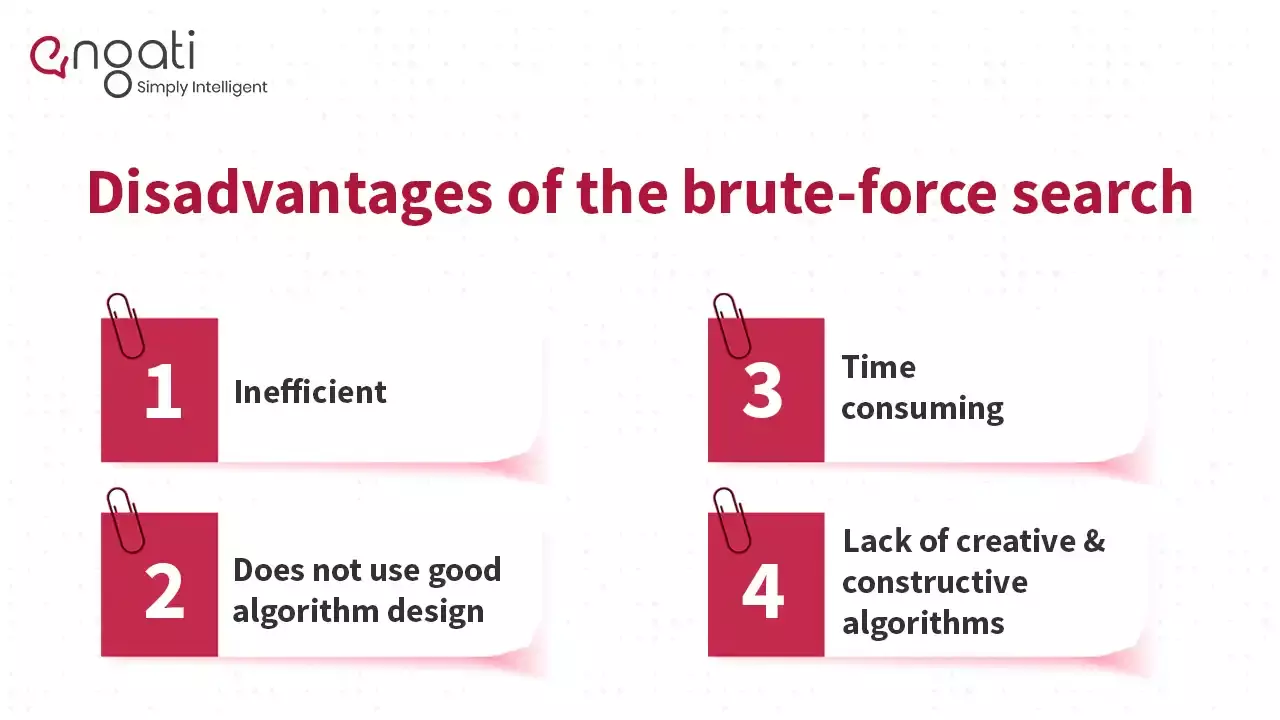 engati
Simply Intelligent
Disadvantages of the brute-force search
1
Inefficient
2
Does not use good
algorithm design
3
Time
consuming
4
Lack of creative &
constructive
algorithms